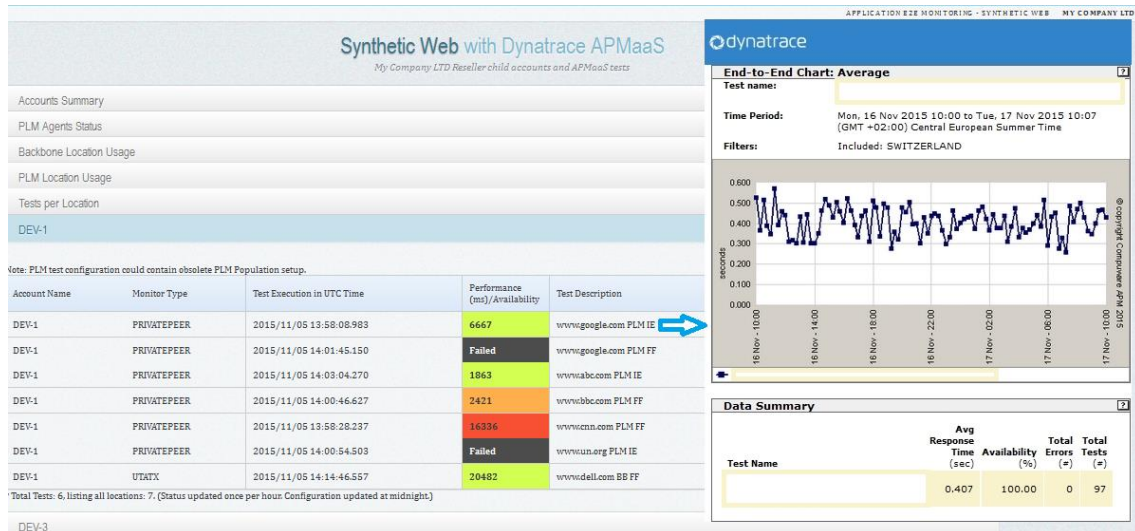 APPLICATION E2E MONITORING - SYNTHETIC WEB MY COMPANY LTD
Synthetic Web with Dynatrace APMaaS
My Company LTD Reseller child accounts and APMaaS tests
Accounts Summary
PLM Agents Status
Backbone Location Usage
PLM Location Usage
Tests per Location
DEV-1
Note: PLM test configuration could contain obsolete PLM Population setup.
Account Name Monitor Type Test Execution in UTC Time Performance (ms)/Availability Test Description
DEV-1 PRIVATEPEER 2015/11/05 13:58:08.983 6667 www.google.com PLM IE
DEV-1 PRIVATEPEER 2015/11/05 14:01:45.150 Failed www.google.com PLM FF
DEV-1 PRIVATEPEER 2015/11/05 14:03:04.270 1863 www.abc.com PLM IE
DEV-1 PRIVATEPEER 2015/11/05 14:00:46.627 2421 www.bbc.com PLM FF
DEV-1 PRIVATEPEER 2015/11/05 13:58:28.237 16336 www.cnn.com PLM FF
DEV-1 PRIVATEPEER 2015/11/05 14:00:54.503 Failed www.un.org PLM IE
DEV-1 UTATX 2015/11/05 14:14:46.557 20482 www.dell.com BB FF
* Total Tests: 6, listing all locations: 7. (Status updated once per hour. Configuration updated at midnight.)
DEV-3
dynatrace
End-to-End Chart: Average ?
Test name:
Time Period: Mon, 16 Nov 2015 10:00 to Tue, 17 Nov 2015 10:07
(GMT +02:00) Central European Summer Time
Filters: Included: SWITZERLAND
0.600
0.500
0.400
0.300
0.200
0.100
0.000
seconds
16 Nov - 10:00
16 Nov - 14:00
16 Nov - 18:00
16 Nov - 22:00
17 Nov - 02:00
17 Nov - 06:00
17 Nov - 10:00
© copyright Compuware APM 2015
Data Summary ?
Test Name Avg Response Time (sec) Availability (%) Total Errors (#) Total Tests (#)
0.407 100.00 0 97